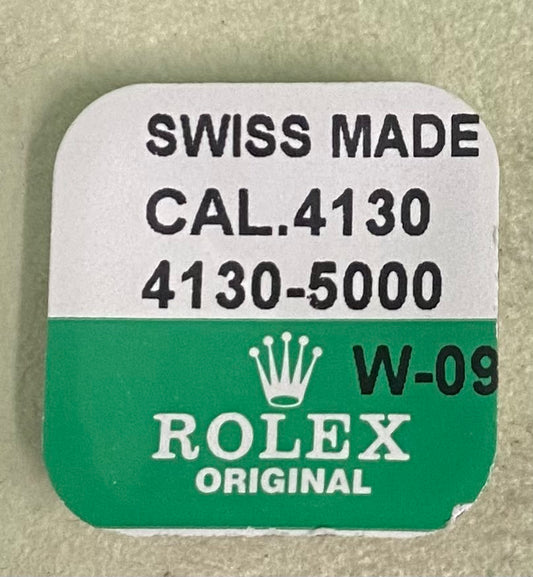 SWISS MADE
CAL.4130
4130-5000
W-09
ROLEX
ORIGINAL